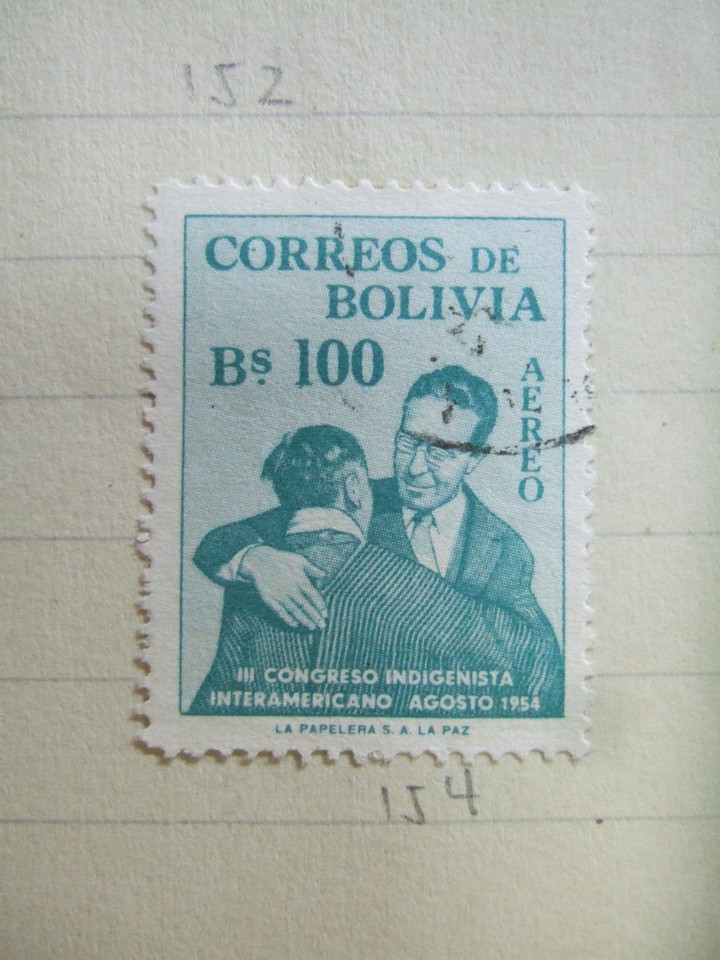 152
CORREOS DE
BOLIVIA
Bs. 100
AEREO
III CONGRESO INDIGENISTA
INTERAMERICANO AGOSTO 1954
LA PAPELERA S. A. LA PAZ
154